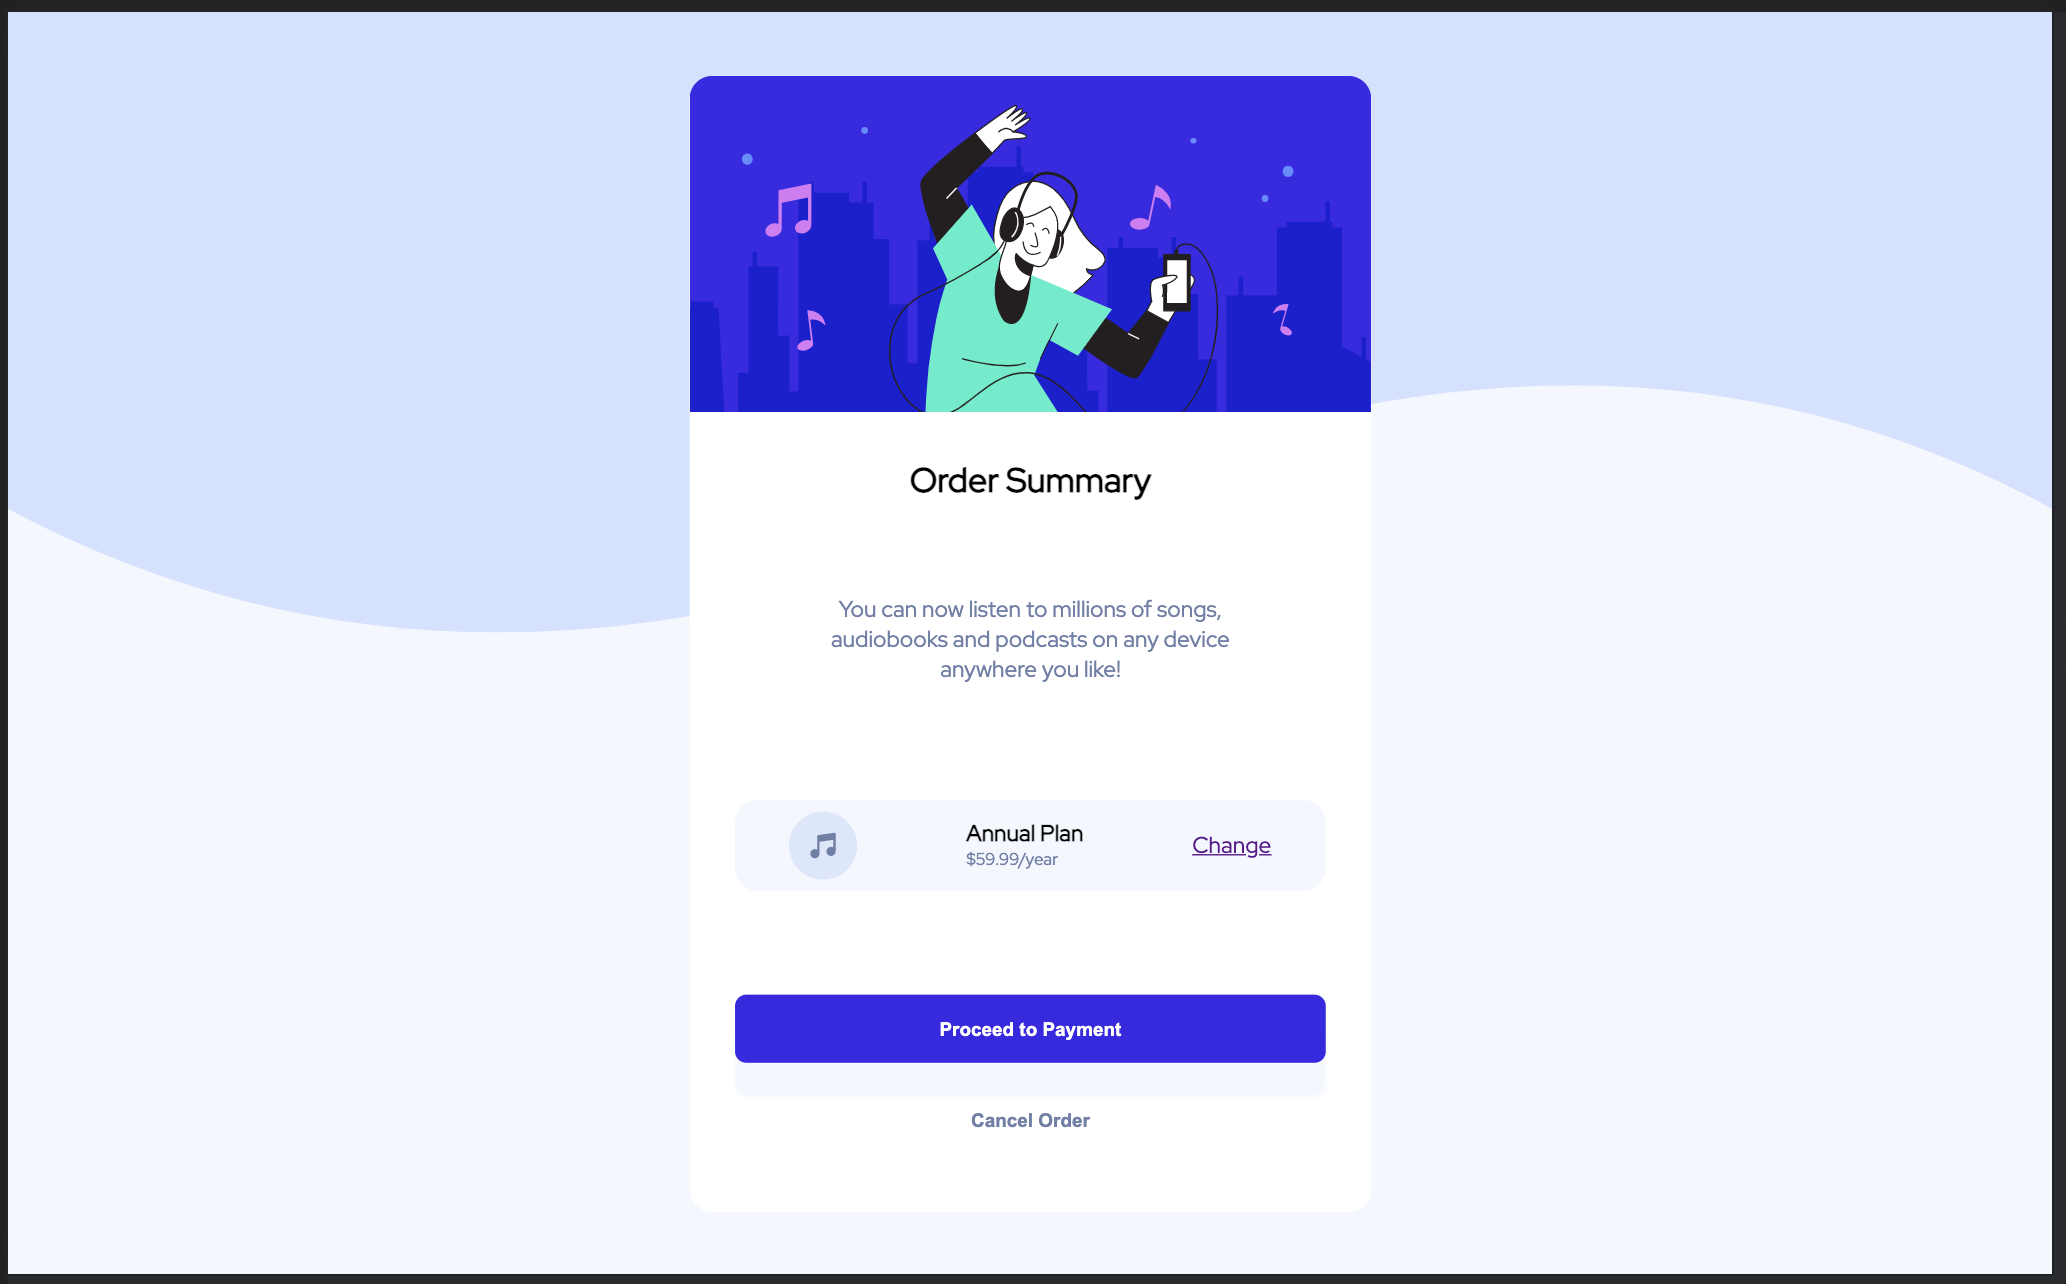 Order Summary
You can now listen to millions of songs,
audiobooks and podcasts on any device
anywhere you like!
Annual Plan
$59.99/year
Change
Proceed to Payment
Cancel Order